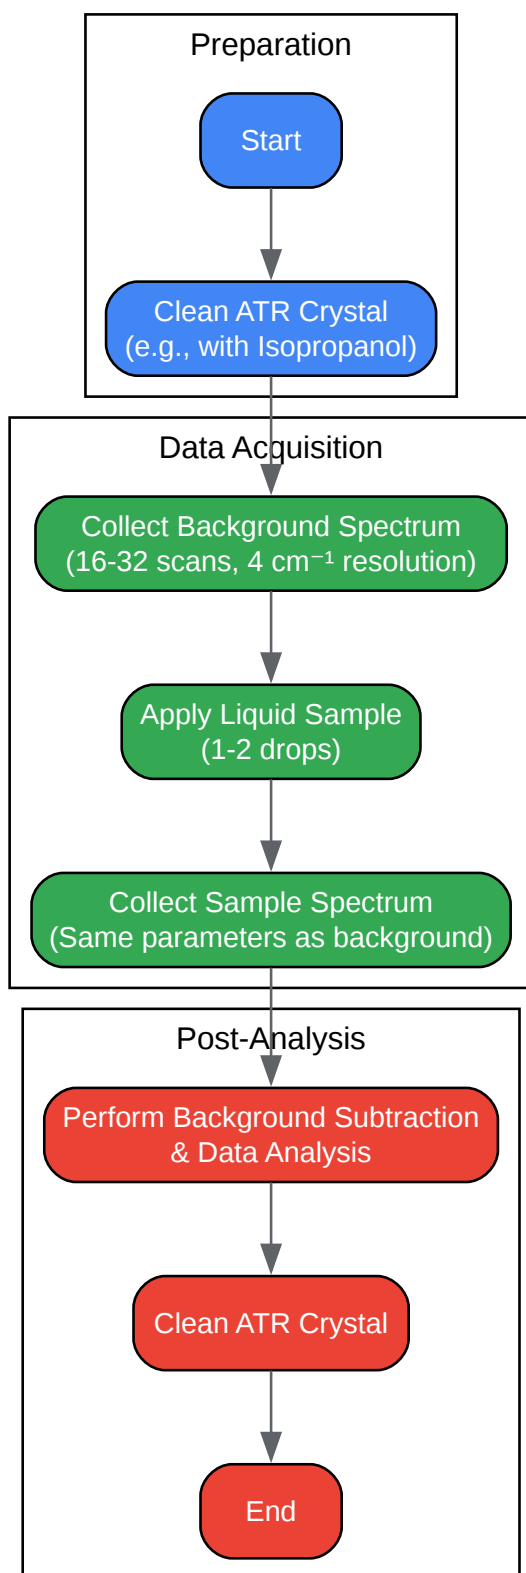 Preparation
Start
Clean ATR Crystal
(e.g., with Isopropanol)
Data Acquisition
Collect Background Spectrum
(16-32 scans, 4 cm⁻¹ resolution)
Apply Liquid Sample
(1-2 drops)
Collect Sample Spectrum
(Same parameters as background)
Post-Analysis
Perform Background Subtraction
& Data Analysis
Clean ATR Crystal
End